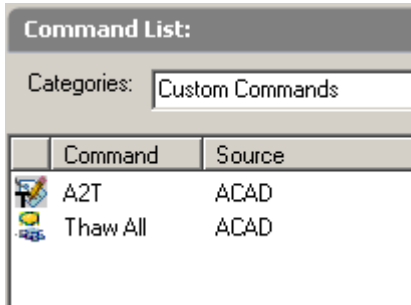 Command List:
Categories: Custom Commands
Command Source
A2T ACAD
Thaw All ACAD